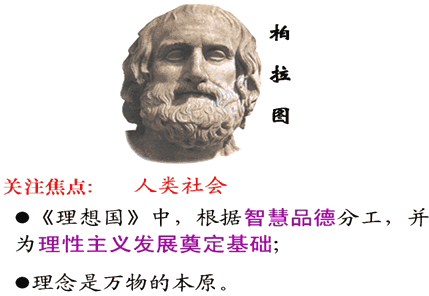 柏拉图
关注焦点： 人类社会
●《理想国》中，根据智慧品德分工，并
为理性主义发展奠定基础；
●理念是万物的本原。